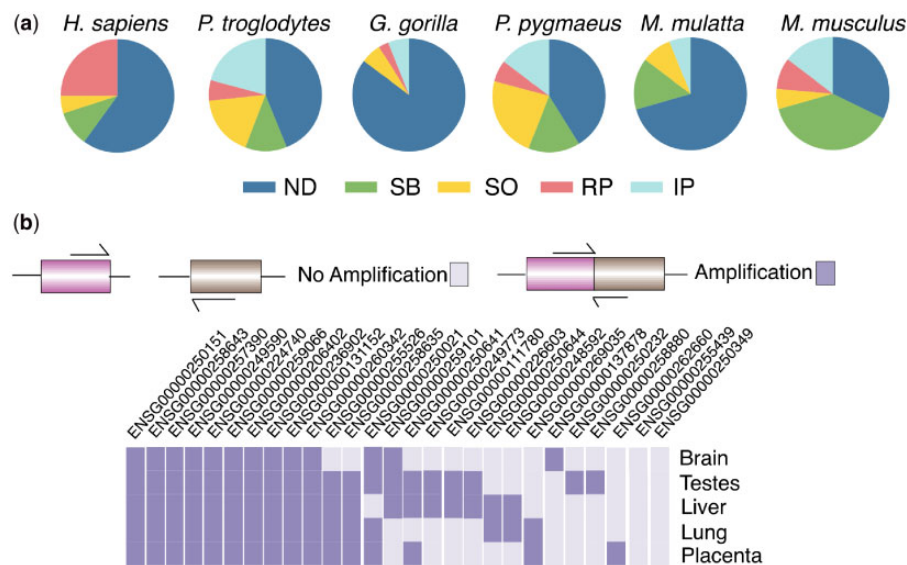 (a) H. sapiens P. troglodytes G. gorilla P. pygmaeus M. mulatta M. musculus
ND SB SO RP IP
(b)
No Amplification Amplification
ENSG00000250151
ENSG00000258643
ENSG00000257390
ENSG00000249590
ENSG00000224740
ENSG00000259066
ENSG00000206402
ENSG00000236902
ENSG00000131152
ENSG00000260342
ENSG00000255526
ENSG00000258635
ENSG00000250021
ENSG00000250641
ENSG00000259101
ENSG00000249773
ENSG00000111780
ENSG00000226603
ENSG00000250644
ENSG00000248592
ENSG00000269035
ENSG00000137878
ENSG00000250232
ENSG00000258880
ENSG00000262660
ENSG00000255439
ENSG00000250349
Brain
Testes
Liver
Lung
Placenta